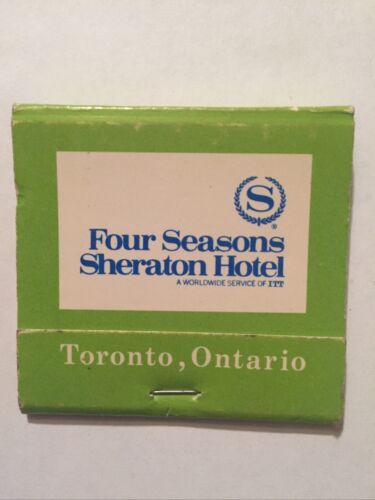 S
®
Four Seasons
Sheraton Hotel
A WORLDWIDE SERVICE OF ITT
Toronto, Ontario